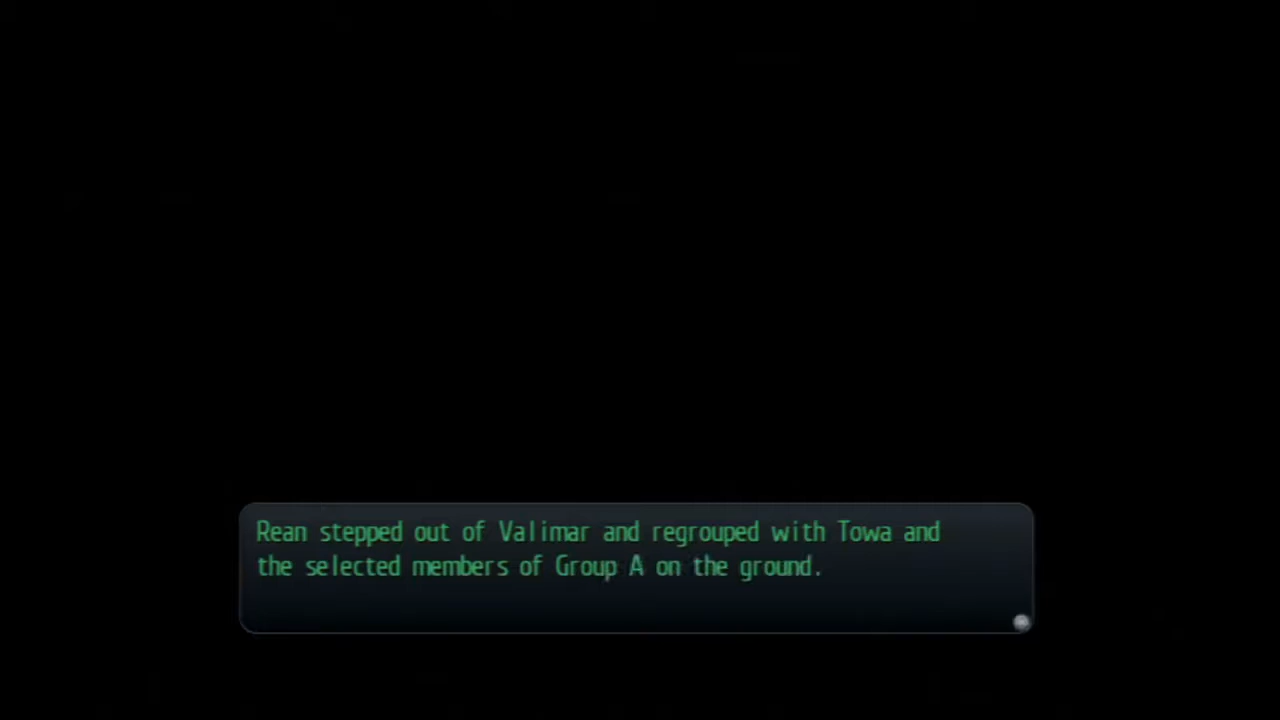 Rean stepped out of Valimar and regrouped with Towa and
the selected members of Group A on the ground.